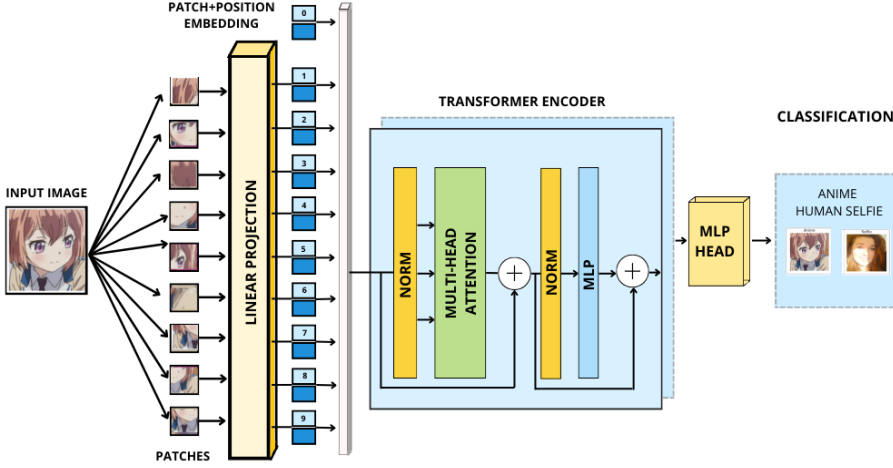 PATCH+POSITION
EMBEDDING
0
1
2
3
4
5
6
7
8
9
INPUT IMAGE
PATCHES
LINEAR PROJECTION
TRANSFORMER ENCODER
NORM
MULTI-HEAD
ATTENTION
+
NORM
MLP
+
MLP
HEAD
CLASSIFICATION
ANIME
HUMAN SELFIE